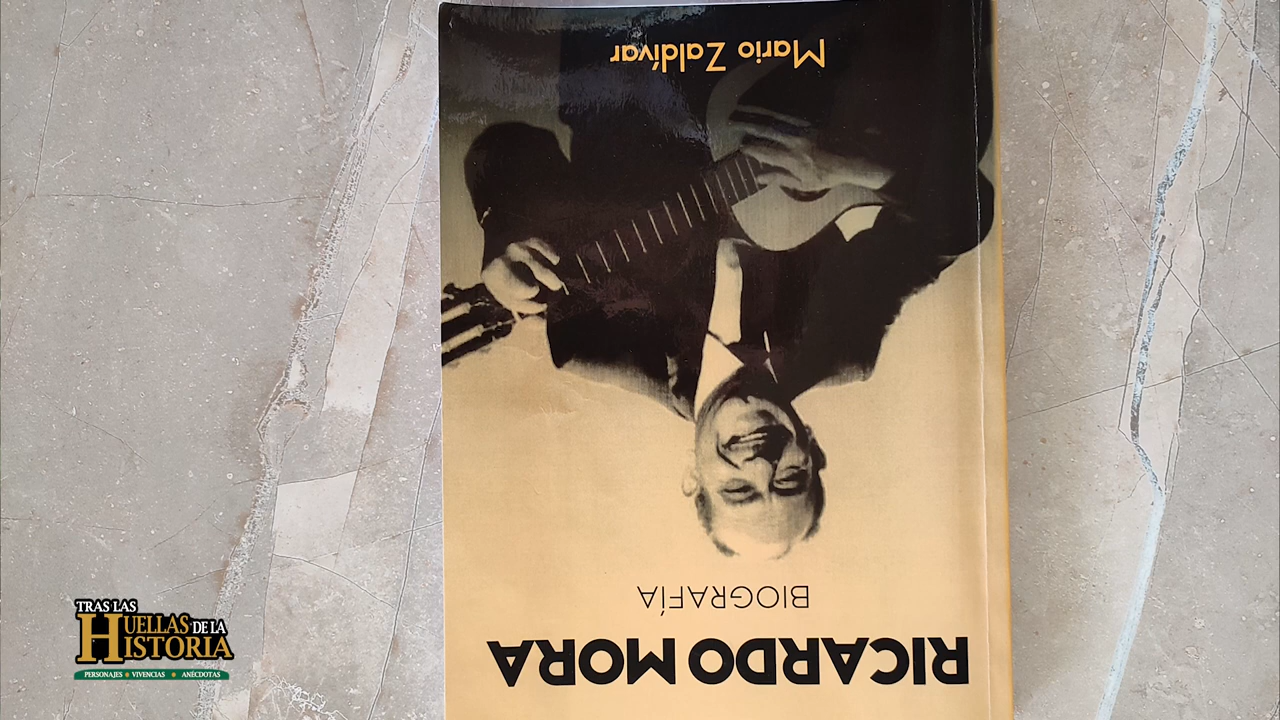 RICARDO MORA
BIOGRAFÍA
Mario Zaldívar
TRAS LAS
HUELLAS DE LA
HISTORIA
PERSONAJES • VIVENCIAS • ANÉCDOTAS